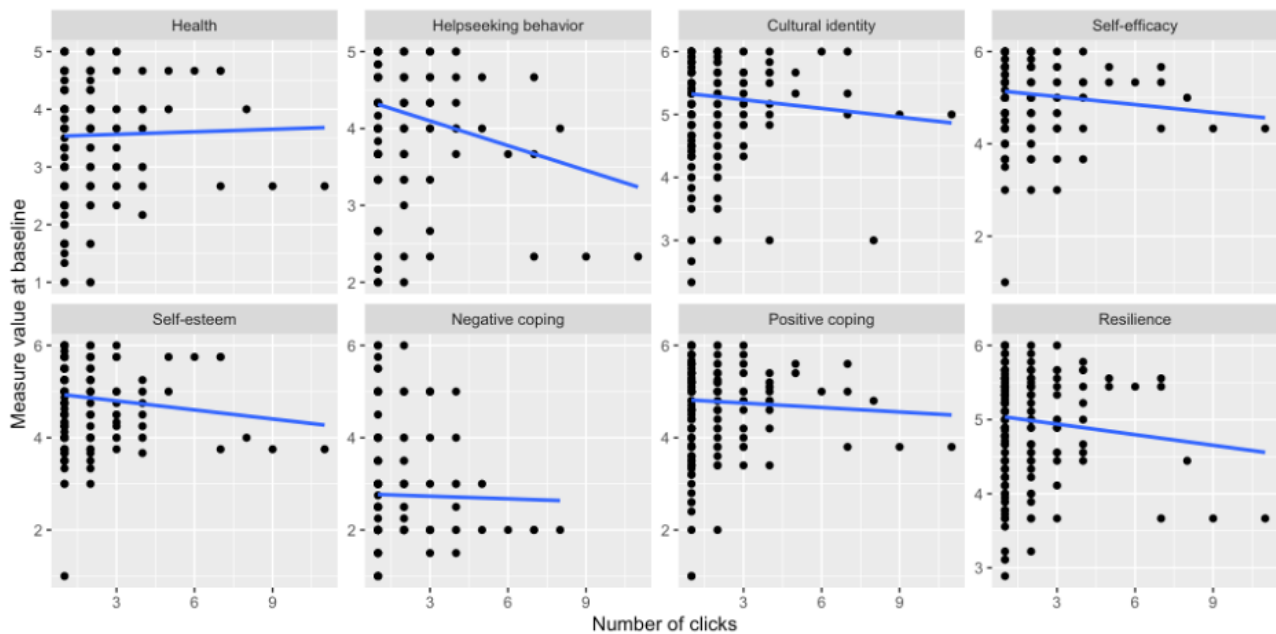 Health Helpseeking behavior Cultural identity Self-efficacy
5 5 6 6
4 4 5 4
3 3 4 2
2 2 3
1
Self-esteem Negative coping Positive coping Resilience
6 6 6 6
4 4 4 5
2 2 2 4
3
3 6 9 3 6 9 3 6 9 3 6 9
Number of clicks
Measure value at baseline